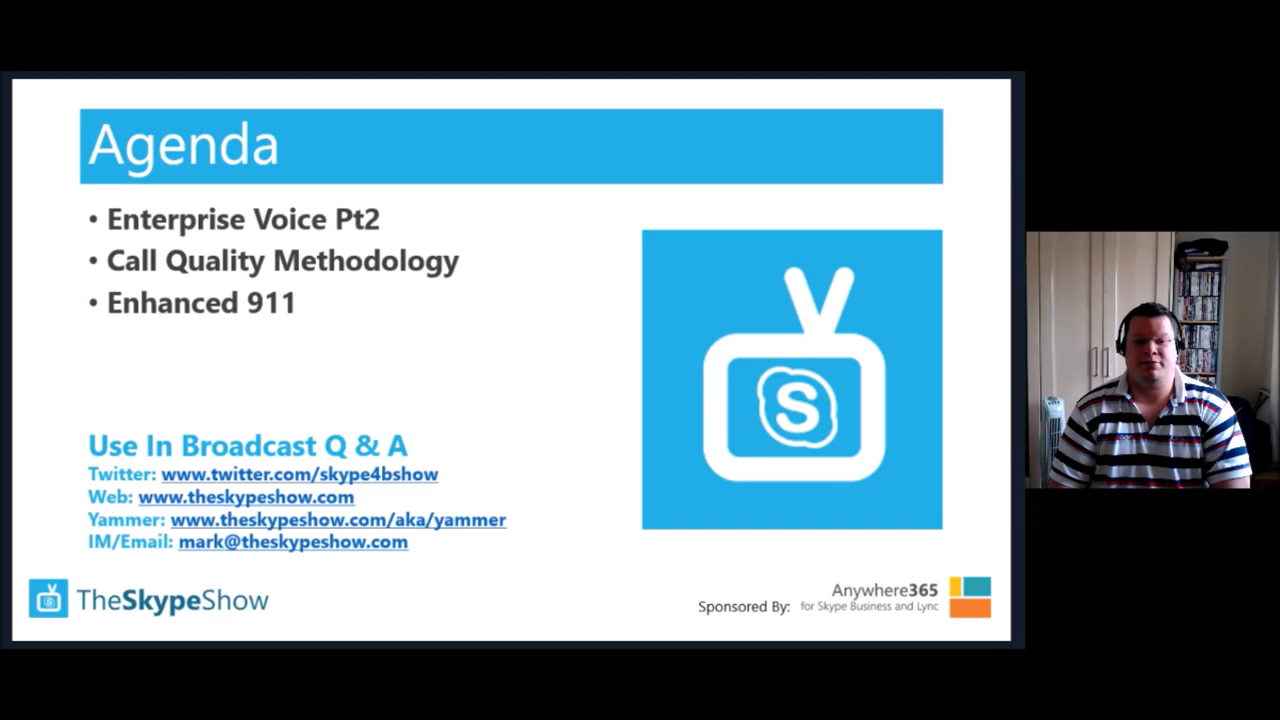 Agenda
• Enterprise Voice Pt2
• Call Quality Methodology
• Enhanced 911
Use In Broadcast Q & A
Twitter: www.twitter.com/skype4bshow
Web: www.theskypeshow.com
Yammer: www.theskypeshow.com/aka/yammer
IM/Email: mark@theskypeshow.com
TheSkypeShow
Sponsored By:
Anywhere365
for Skype Business and Lync